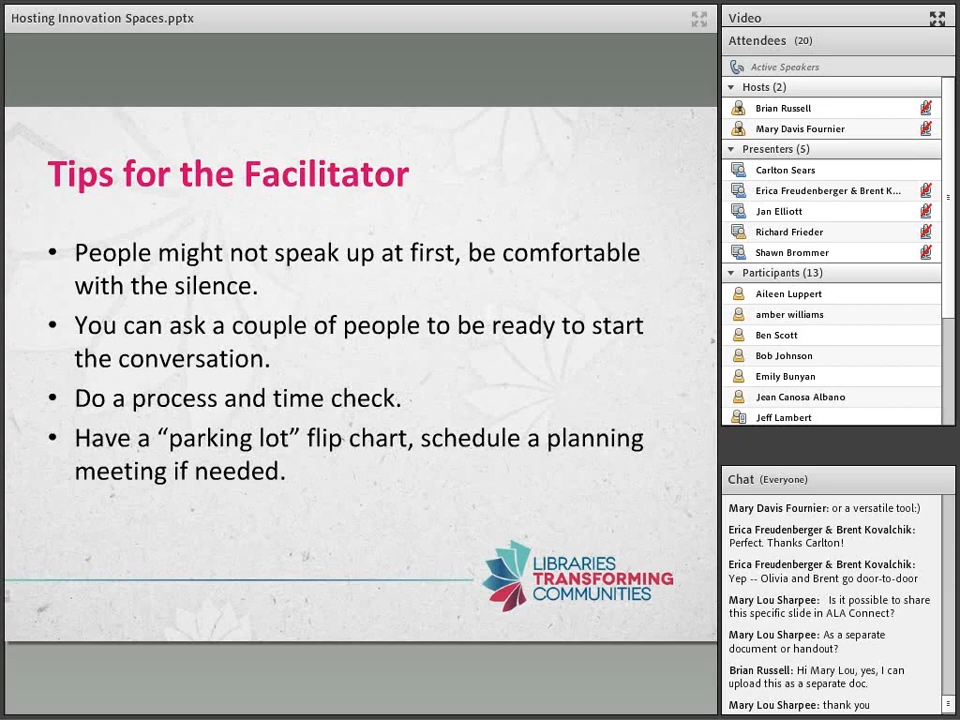 Hosting Innovation Spaces.pptx
Tips for the Facilitator
• People might not speak up at first, be comfortable
with the silence.
• You can ask a couple of people to be ready to start
the conversation.
• Do a process and time check.
• Have a “parking lot” flip chart, schedule a planning
meeting if needed.
LIBRARIES
TRANSFORMING
COMMUNITIES
Video
Attendees (20)
Active Speakers
Hosts (2)
Brian Russell
Mary Davis Fournier
Presenters (5)
Carlton Sears
Erica Freudenberger & Brent K...
Jan Elliott
Richard Frieder
Shawn Brommer
Participants (13)
Aileen Luppert
amber williams
Ben Scott
Bob Johnson
Emily Bunyan
Jean Canosa Albano
Jeff Lambert
Chat (Everyone)
Mary Davis Fournier: or a versatile tool:)
Erica Freudenberger & Brent Kovalchik:
Perfect. Thanks Carlton!
Erica Freudenberger & Brent Kovalchik:
Yep -- Olivia and Brent go door-to-door
Mary Lou Sharpee: Is it possible to share
this specific slide in ALA Connect?
Mary Lou Sharpee: As a separate
document or handout?
Brian Russell: Hi Mary Lou, yes, I can
upload this as a separate doc.
Mary Lou Sharpee: thank you